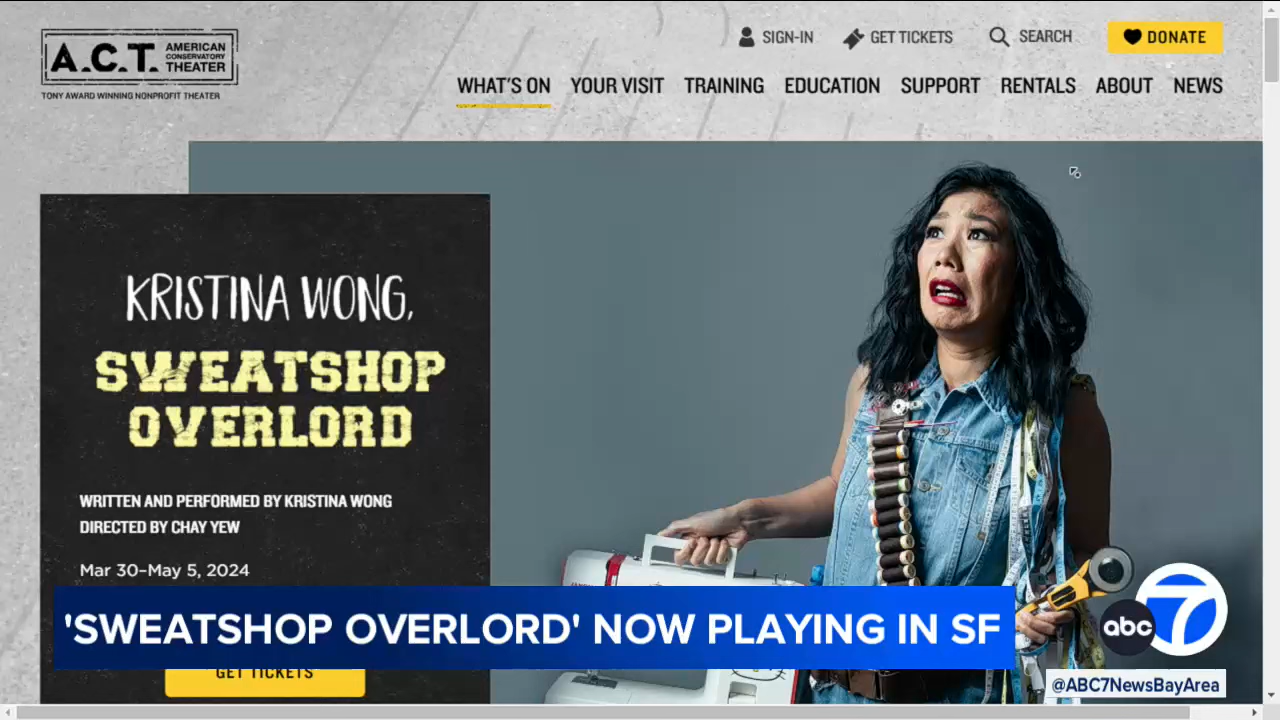 A.C.T. AMERICAN CONSERVATORY THEATER
TONY AWARD WINNING NONPROFIT THEATER
SIGN-IN
GET TICKETS
SEARCH
DONATE
WHAT'S ON
YOUR VISIT
TRAINING
EDUCATION
SUPPORT
RENTALS
ABOUT
NEWS
KRISTINA WONG,
SWEATSHOP
OVERLORD
WRITTEN AND PERFORMED BY KRISTINA WONG
DIRECTED BY CHAY YEW
Mar 30–May 5, 2024
'SWEATSHOP OVERLORD' NOW PLAYING IN SF
abc 7
GET TICKETS
@ABC7NewsBayArea